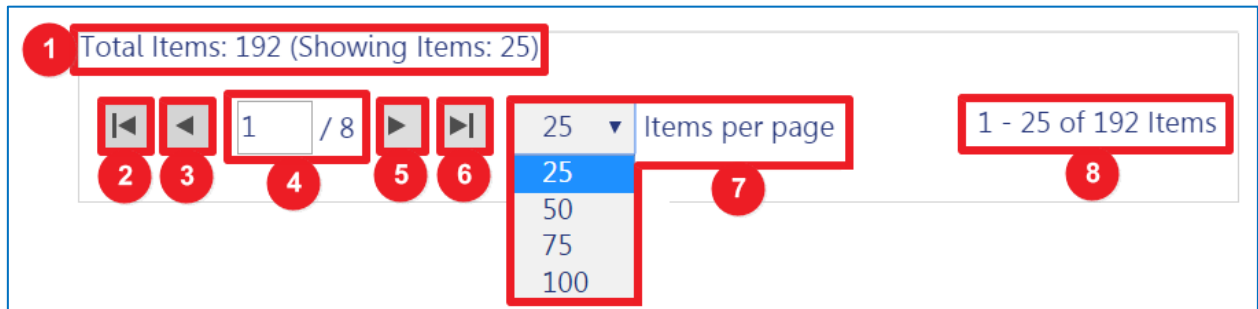 1 Total Items: 192 (Showing Items: 25)
1 / 8 25 Items per page 1 - 25 of 192 Items
2 3 4 5 6 7 8
25
50
75
100